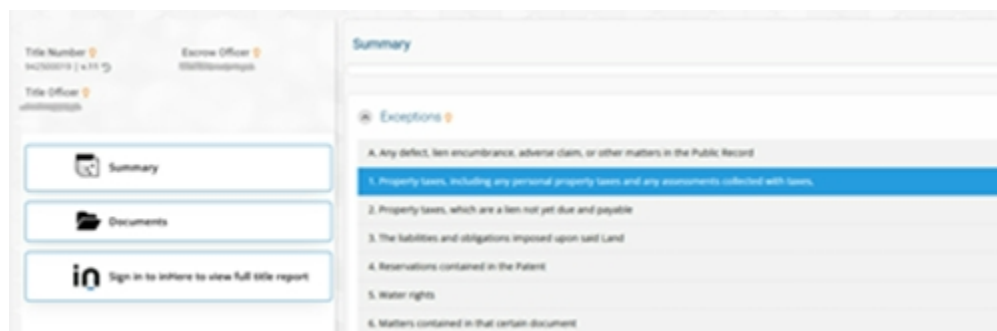 Title Number
Escrow Officer
Title Officer
Summary
Documents
in Sign in to inHere to view full title report
Summary
Exceptions
A. Any defect, lien encumbrance, adverse claim, or other matters in the Public Record
1. Property taxes, including any personal property taxes and any assessments collected with taxes,
2. Property taxes, which are a lien not yet due and payable
3. The liabilities and obligations imposed upon said Land
4. Reservations contained in the Patent
5. Water rights
6. Matters contained in that certain document